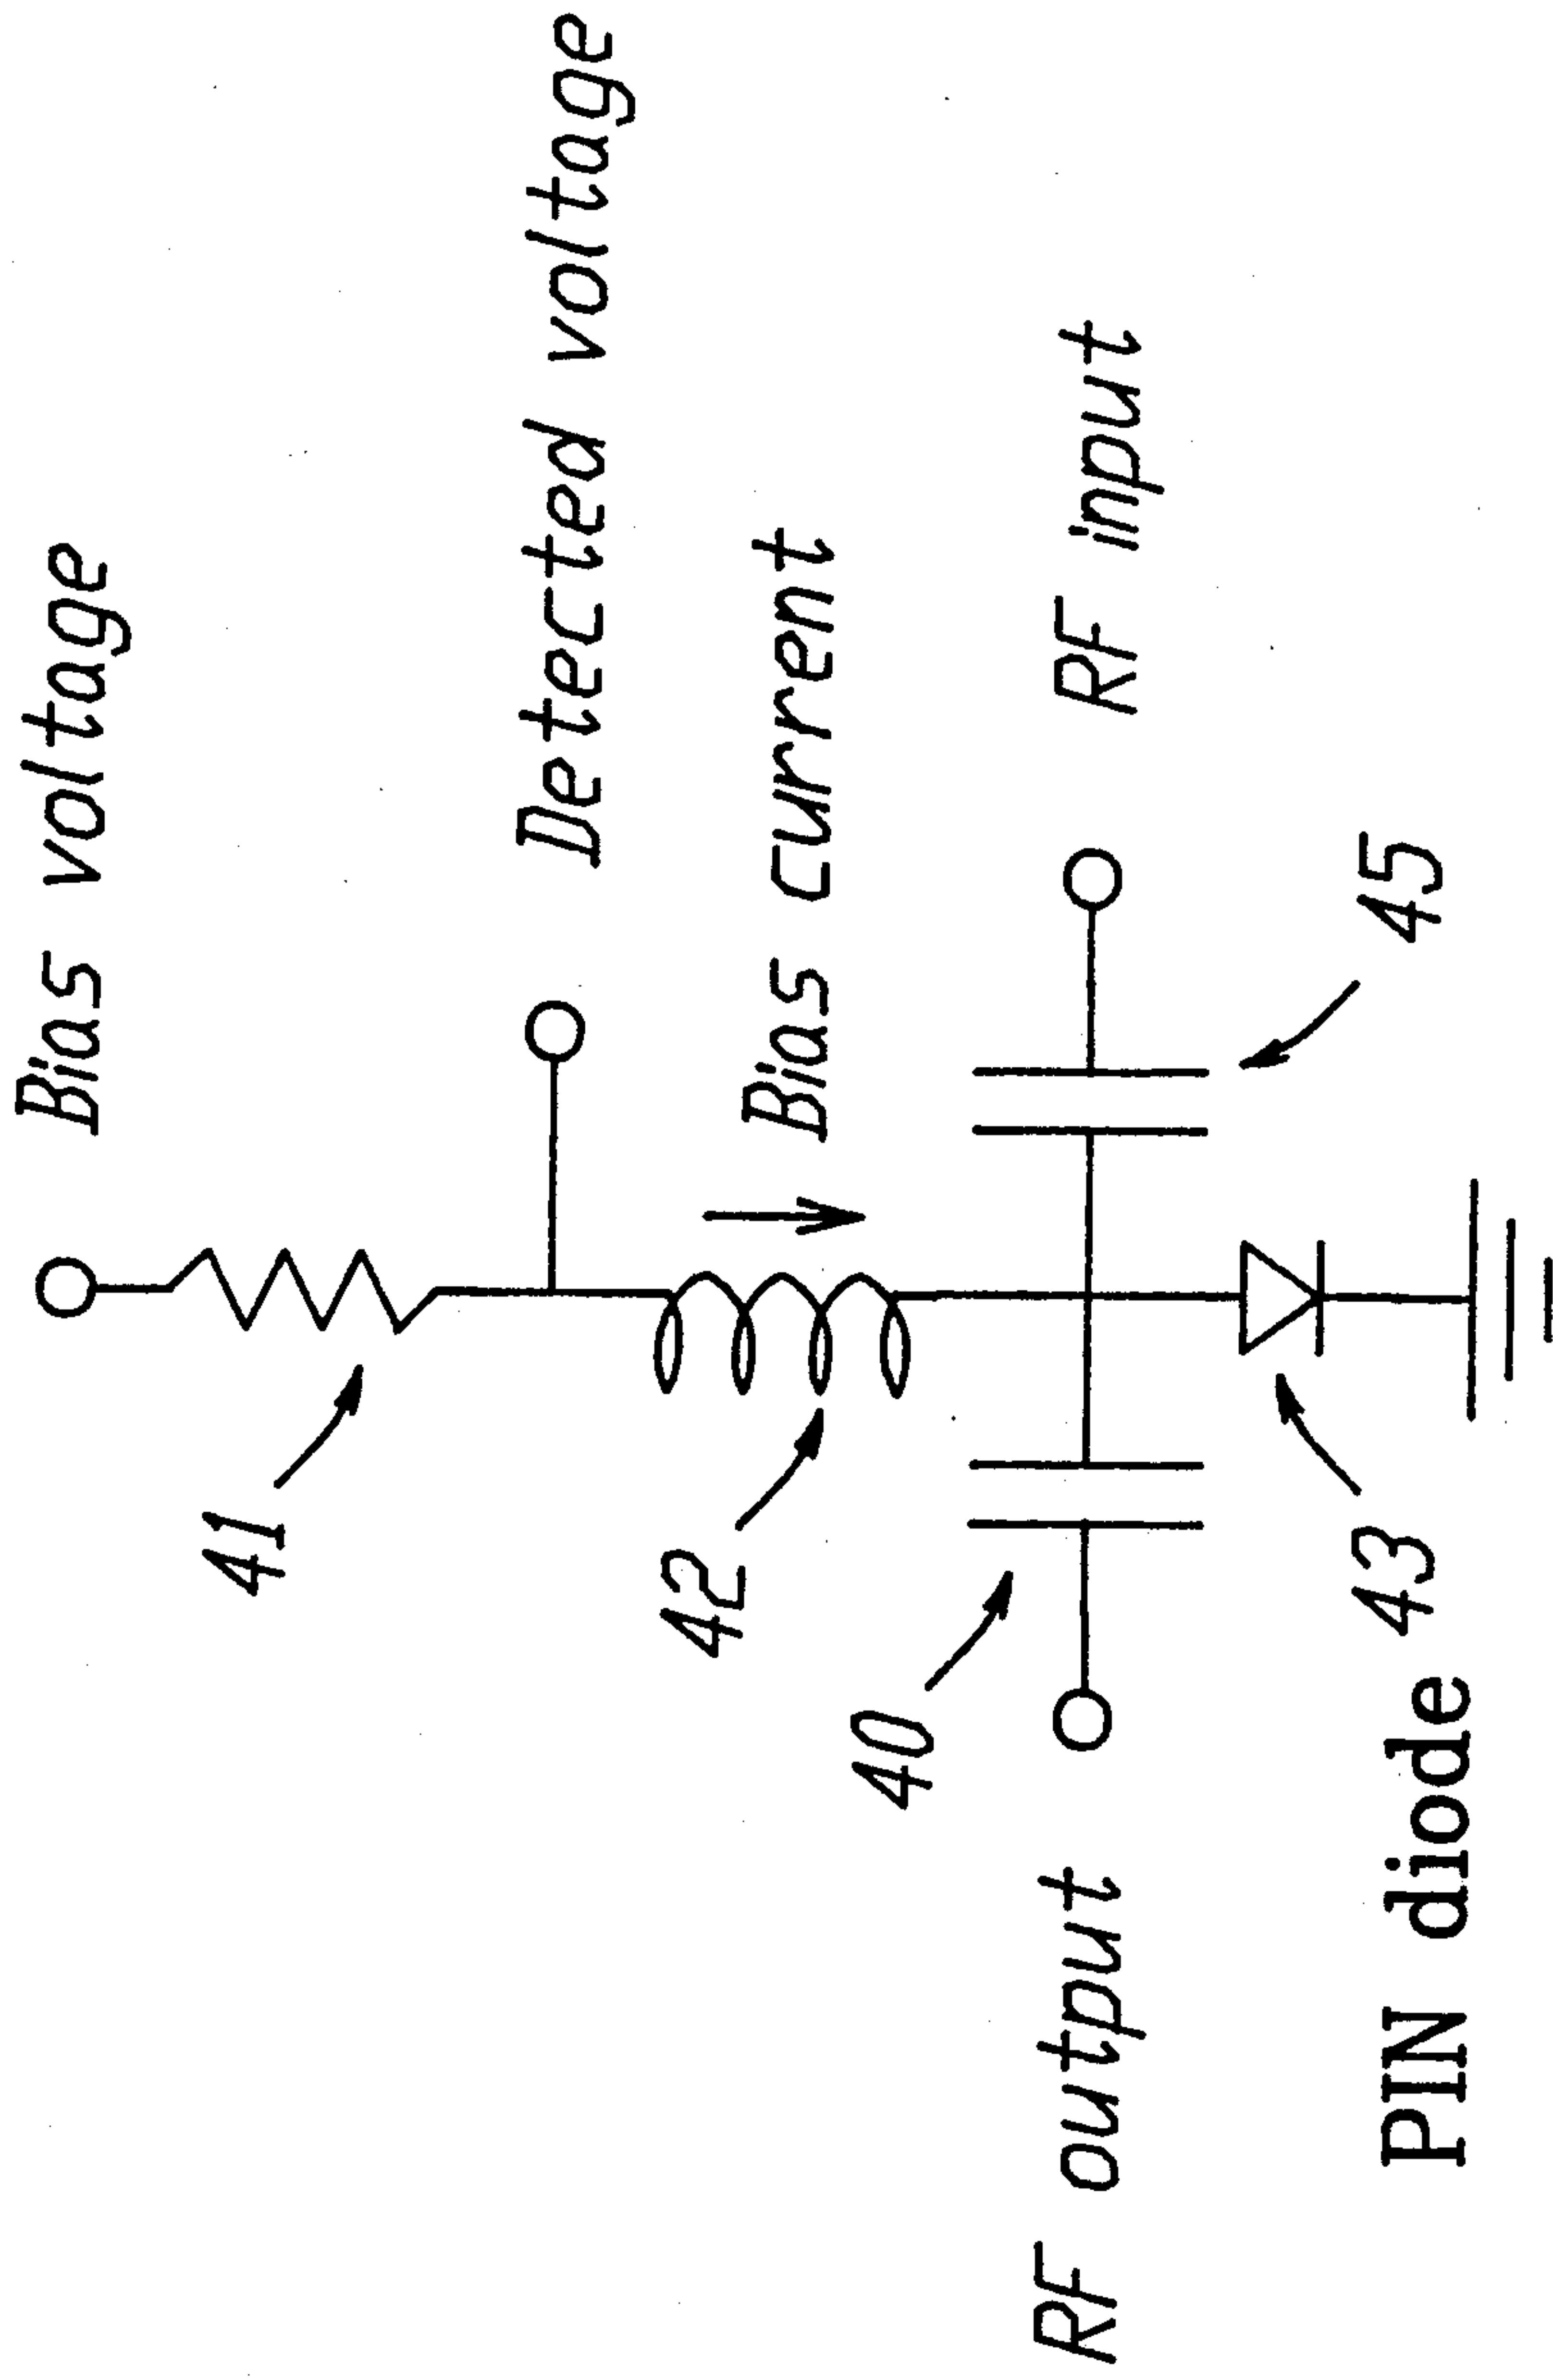 Bias voltage
41
Detected voltage
42
Bias current
40
RF output
RF input
PIN diode 43
45